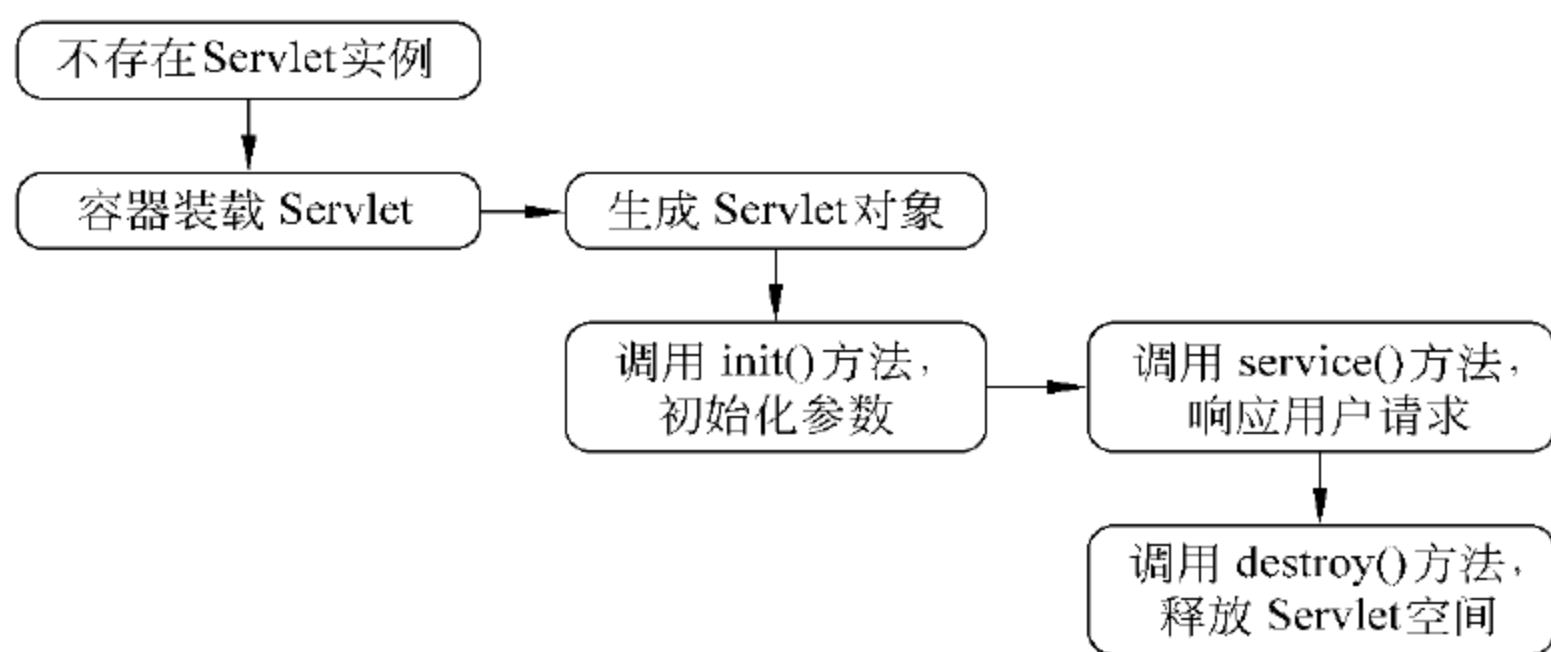 不存在Servlet实例
容器装载 Servlet
生成 Servlet对象
调用 init()方法，
初始化参数
调用 service()方法，
响应用户请求
调用 destroy()方法，
释放 Servlet空间